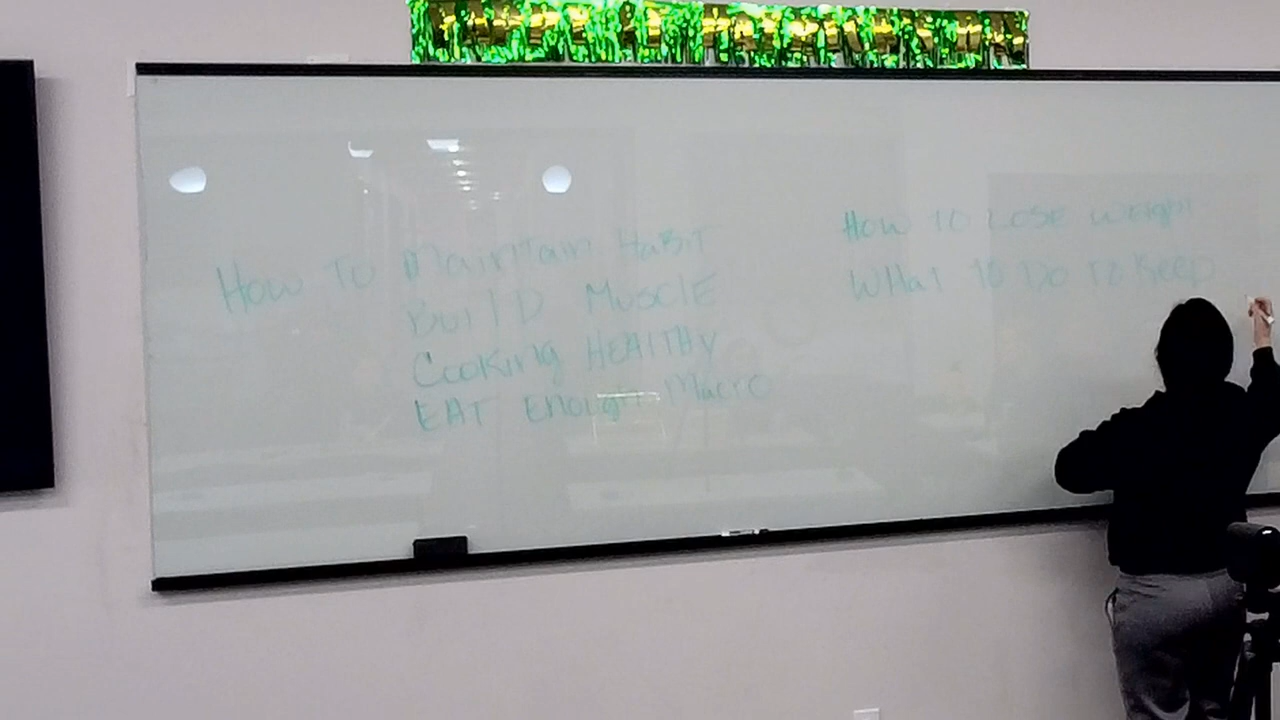 How To Maintain Habit
Build Muscle
Cooking HEALTHy
EAT Enough Macro
How To LOSE WEIGHT
WHat To Do To Keep